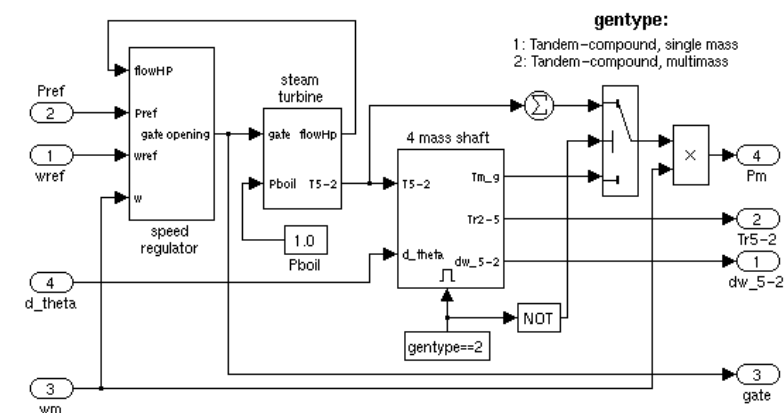 gentype:
1: Tandem-compound, single mass
2: Tandem-compound, multimass
flowHP
Pref
2
Pref
gate opening
1
wref
wref
w
speed
regulator
steam
turbine
gate flowHp
Pboil T5-2
1.0
Pboil
4 mass shaft
T5-2
Tm_g
Tr2-5
d_theta
dw_5-2
4
d_theta
gentype==2
NOT
Σ
×
4
Pm
2
Tr5-2
1
dw_5-2
3
gate
3
wm